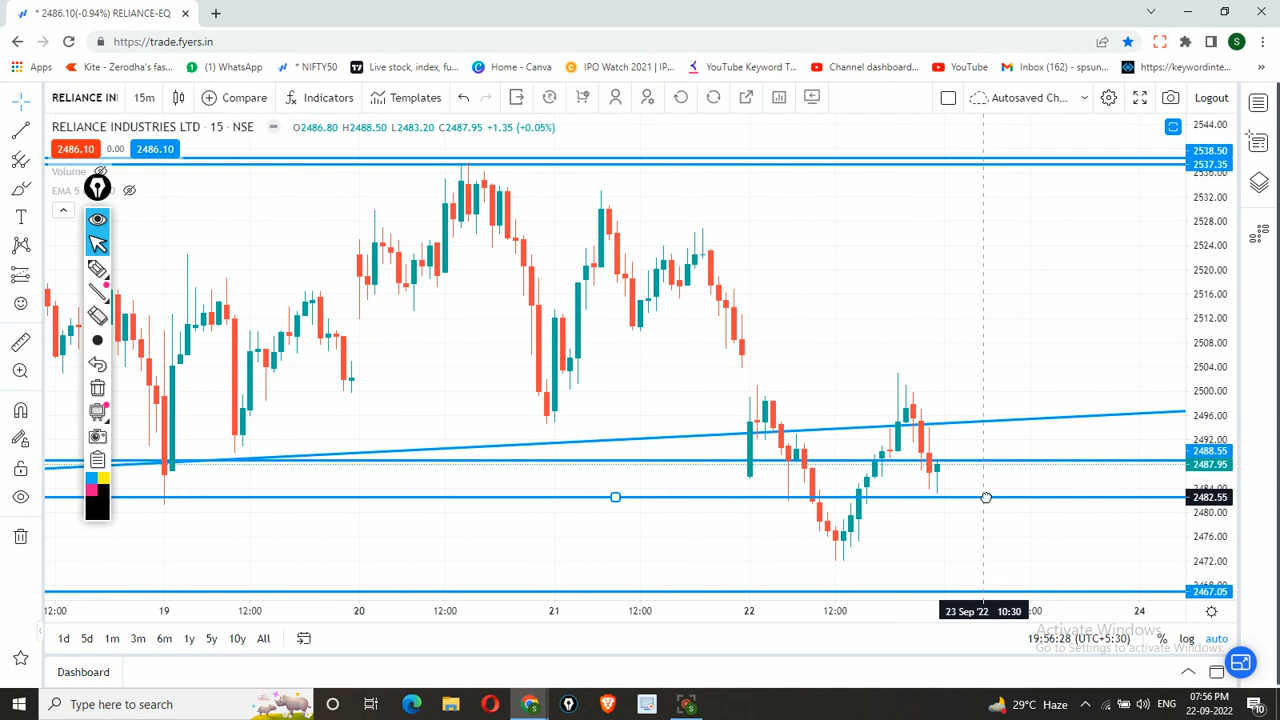 * 2486.10(-0.94%) RELIANCE-EQ
https://trade.fyers.in
S
Apps
Kite - Zerodha's fas...
(1) WhatsApp
* NIFTY50
Live stock, index, fu...
Home - Canva
IPO Watch 2021 | IP...
YouTube Keyword T...
Channel dashboard...
YouTube
Inbox (162) - spsun...
https://keywordinte...
RELIANCE IN
15m
Compare
Indicators
Templates
Autosaved Ch...
Logout
RELIANCE INDUSTRIES LTD · 15 · NSE
O2486.80 H2488.50 L2483.20 C2487.95 +1.35 (+0.05%)
2486.10
0.00
2486.10
Volume
EMA 5
2544.00
2538.50
2537.35
2536.00
2532.00
2528.00
2524.00
2520.00
2516.00
2512.00
2508.00
2504.00
2500.00
2496.00
2492.00
2488.55
2487.95
2484.00
2482.55
2480.00
2476.00
2472.00
2468.00
2467.05
12:00
19
12:00
20
12:00
21
12:00
22
12:00
23 Sep '22 10:30
:00
24
1d
5d
1m
3m
6m
1y
5y
10y
All
19:56:28 (UTC+5:30)
%
log
auto
Activate Windows
Go to Settings to activate Windows.
Dashboard
Type here to search
29°C Haze
ENG
07:56 PM
22-09-2022
10